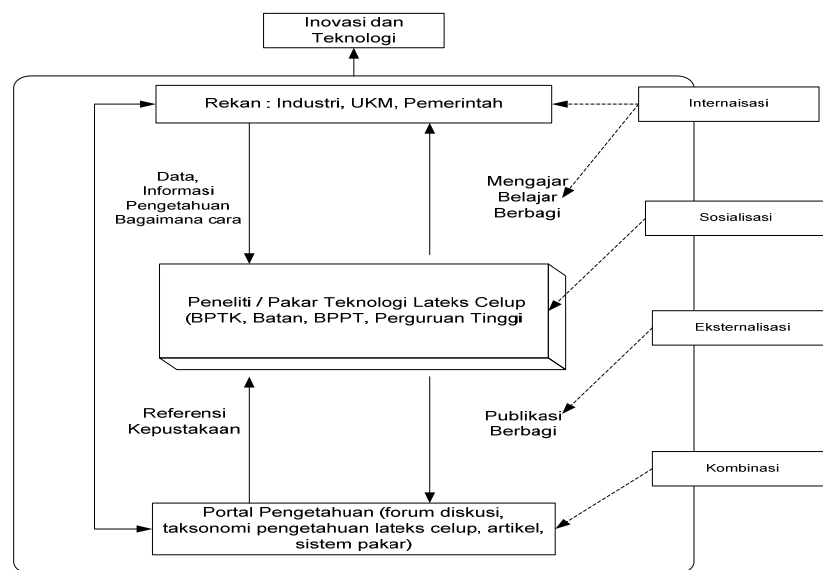 Inovasi dan
Teknologi
Rekan : Industri, UKM, Pemerintah
Internaisasi
Data,
Informasi
Pengetahuan
Bagaimana cara
Mengajar
Belajar
Berbagi
Sosialisasi
Peneliti / Pakar Teknologi Lateks Celup
(BPTK, Batan, BPPT, Perguruan Tinggi
Eksternalisasi
Referensi
Kepustakaan
Publikasi
Berbagi
Kombinasi
Portal Pengetahuan (forum diskusi,
taksonomi pengetahuan lateks celup, artikel,
sistem pakar)